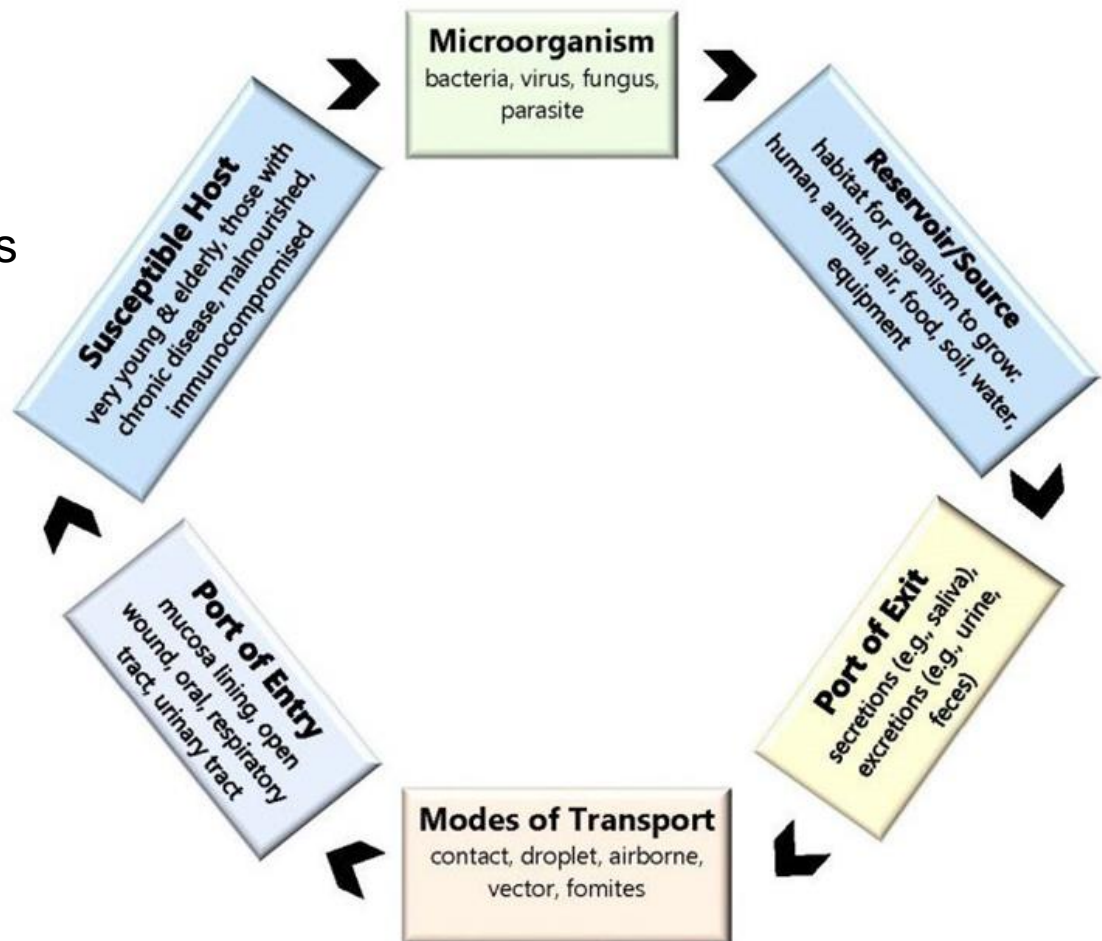 Microorganism
bacteria, virus, fungus,
parasite
Reservoir/Source
habitat for organism to grow:
human, animal, air, food, soil, water,
equipment
Port of Exit
secretions (e.g., saliva),
excretions (e.g., urine,
feces)
Modes of Transport
contact, droplet, airborne,
vector, fomites
Port of Entry
mucosa lining, open
wound, oral, respiratory
tract, urinary tract
Susceptible Host
very young & elderly, those with
chronic disease, malnourished,
immunocompromised
s